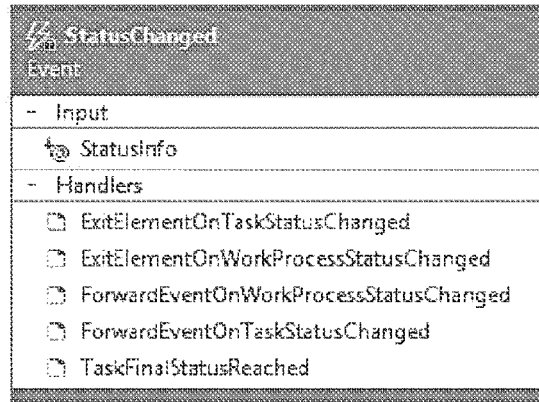 StatusChanged
Event
- Input
StatusInfo
- Handlers
ExitElementOnTaskStatusChanged
ExitElementOnWorkProcessStatusChanged
ForwardEventOnWorkProcessStatusChanged
ForwardEventOnTaskStatusChanged
TaskFinalStatusReached